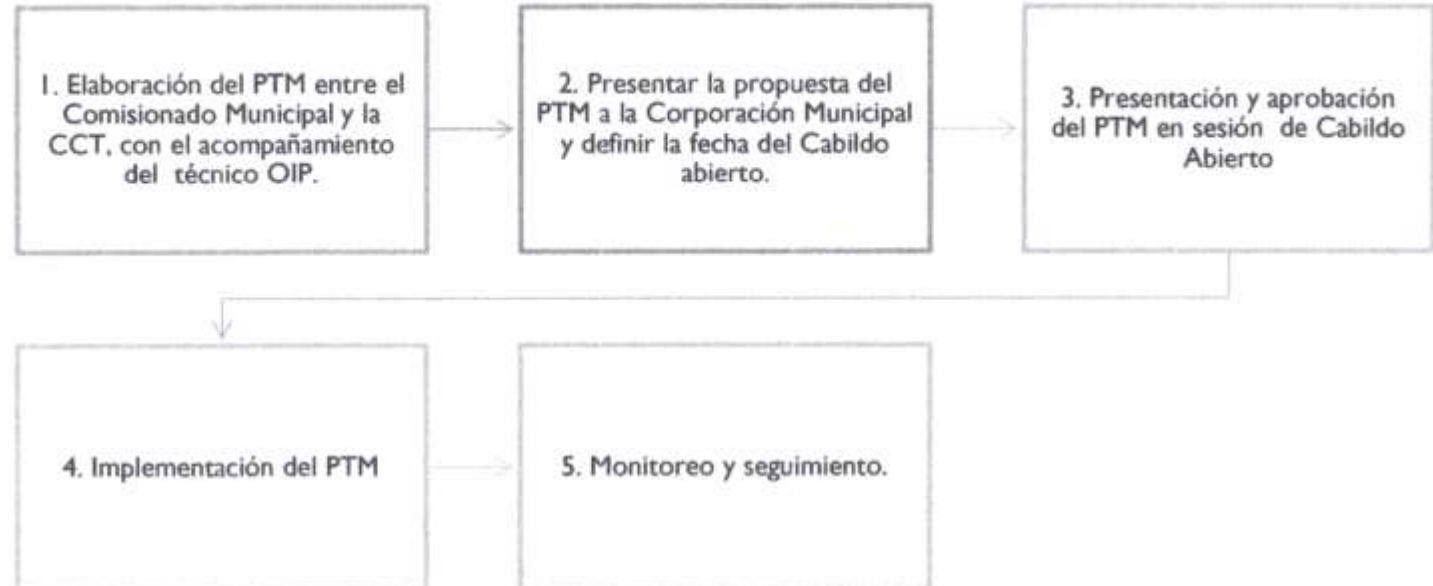 1. Elaboración del PTM entre el
Comisionado Municipal y la
CCT, con el acompañamiento
del técnico OIP.
2. Presentar la propuesta del
PTM a la Corporación Municipal
y definir la fecha del Cabildo
abierto.
3. Presentación y aprobación
del PTM en sesión de Cabildo
Abierto
4. Implementación del PTM
5. Monitoreo y seguimiento.